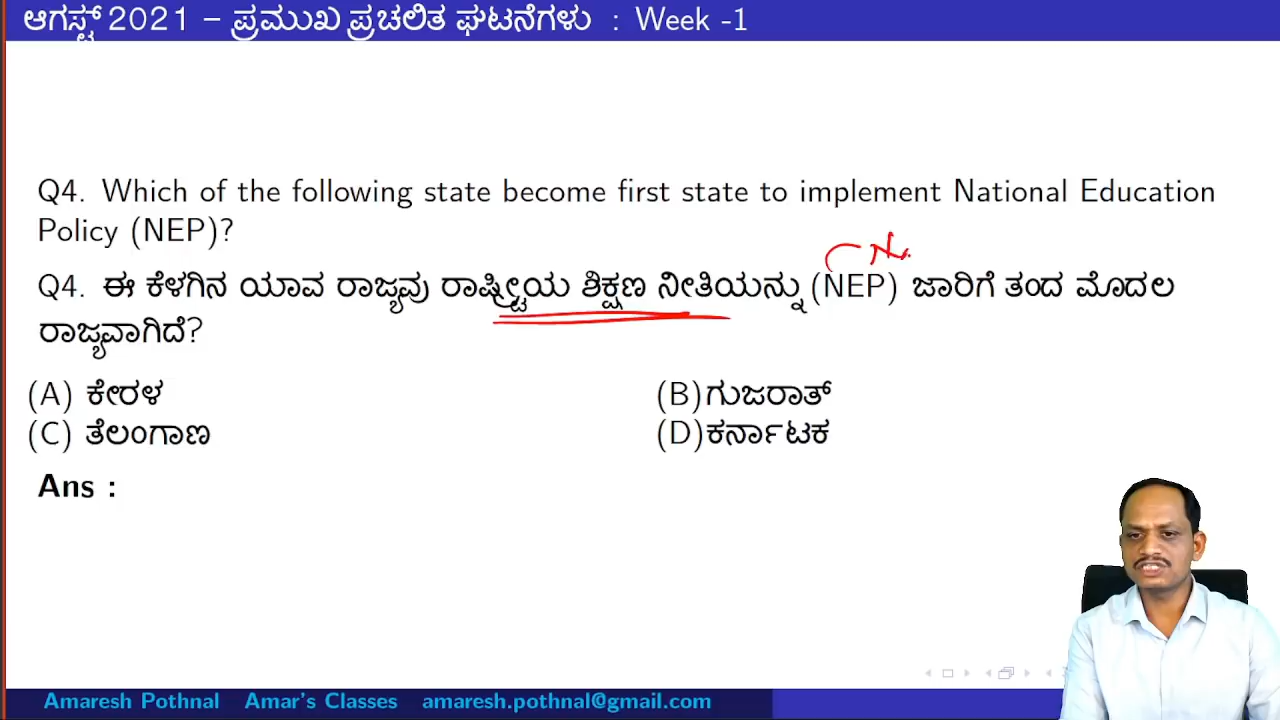 ಆಗಸ್ಟ್ 2021 – ಪ್ರಮುಖ ಪ್ರಚಲಿತ ಘಟನೆಗಳು : Week -1
Q4. Which of the following state become first state to implement National Education
Policy (NEP)?
Q4. ಈ ಕೆಳಗಿನ ಯಾವ ರಾಜ್ಯವು ರಾಷ್ಟ್ರೀಯ ಶಿಕ್ಷಣ ನೀತಿಯನ್ನು (NEP) ಜಾರಿಗೆ ತಂದ ಮೊದಲ
ರಾಜ್ಯವಾಗಿದೆ?
(A) ಕೇರಳ (B)ಗುಜರಾತ್
(C) ತೆಲಂಗಾಣ (D)ಕರ್ನಾಟಕ
Ans :
Amaresh Pothnal Amar's Classes amaresh.pothnal@gmail.com